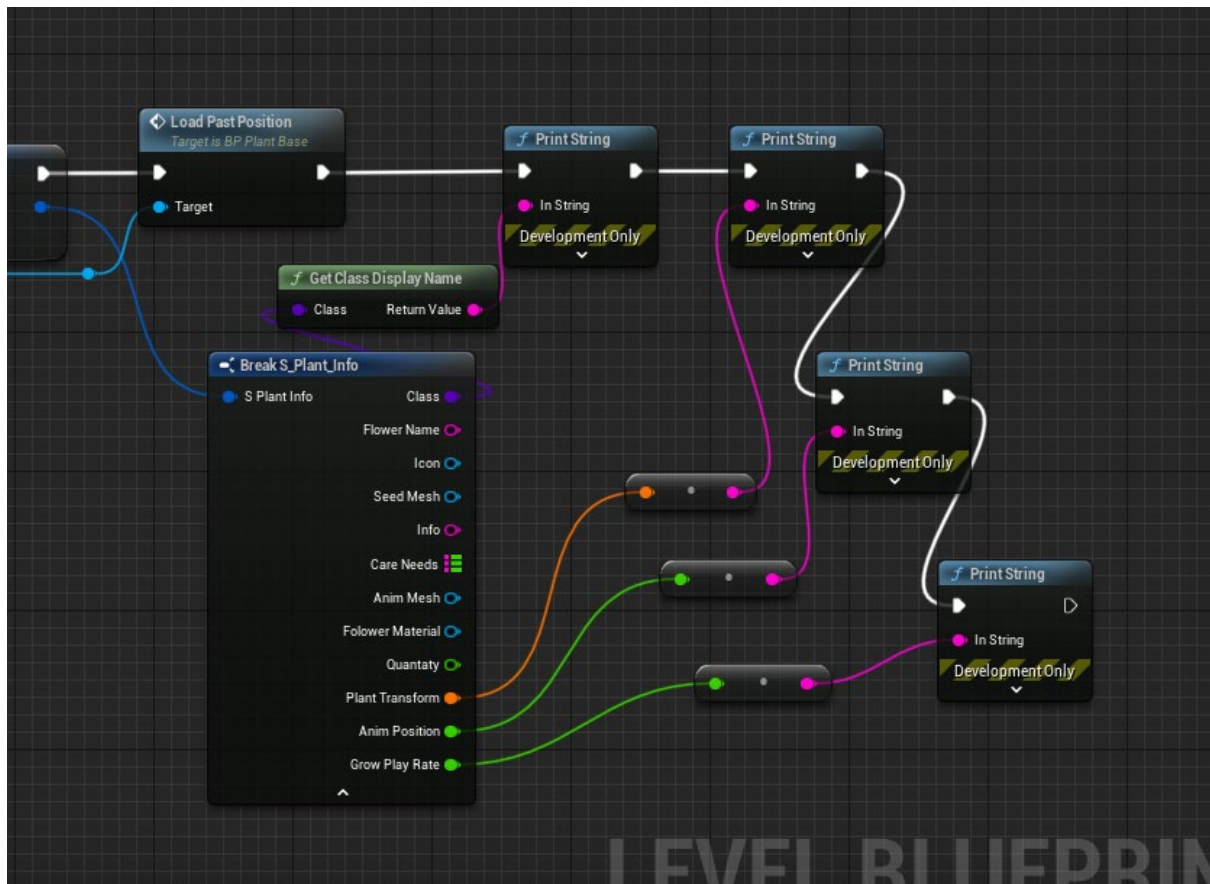 Load Past Position
Target is BP Plant Base
Target
f Print String
In String
Development Only
f Print String
In String
Development Only
f Get Class Display Name
Class Return Value
Break S_Plant_Info
S Plant Info Class
Flower Name
Icon
Seed Mesh
Info
Care Needs
Anim Mesh
Folower Material
Quantaty
Plant Transform
Anim Position
Grow Play Rate
f Print String
In String
Development Only
f Print String
In String
Development Only
LEVEL BLUEPRIN